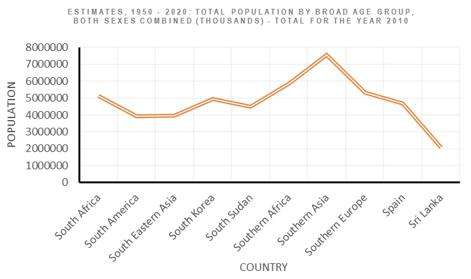 ESTIMATES, 1950 - 2020: TOTAL POPULATION BY BROAD AGE GROUP,
BOTH SEXES COMBINED (THOUSANDS) - TOTAL FOR THE YEAR 2010
POPULATION
8000000
7000000
6000000
5000000
4000000
3000000
2000000
1000000
0
South Africa
South America
South Eastern Asia
South Korea
South Sudan
Southern Africa
Southern Asia
Southern Europe
Spain
Sri Lanka
COUNTRY